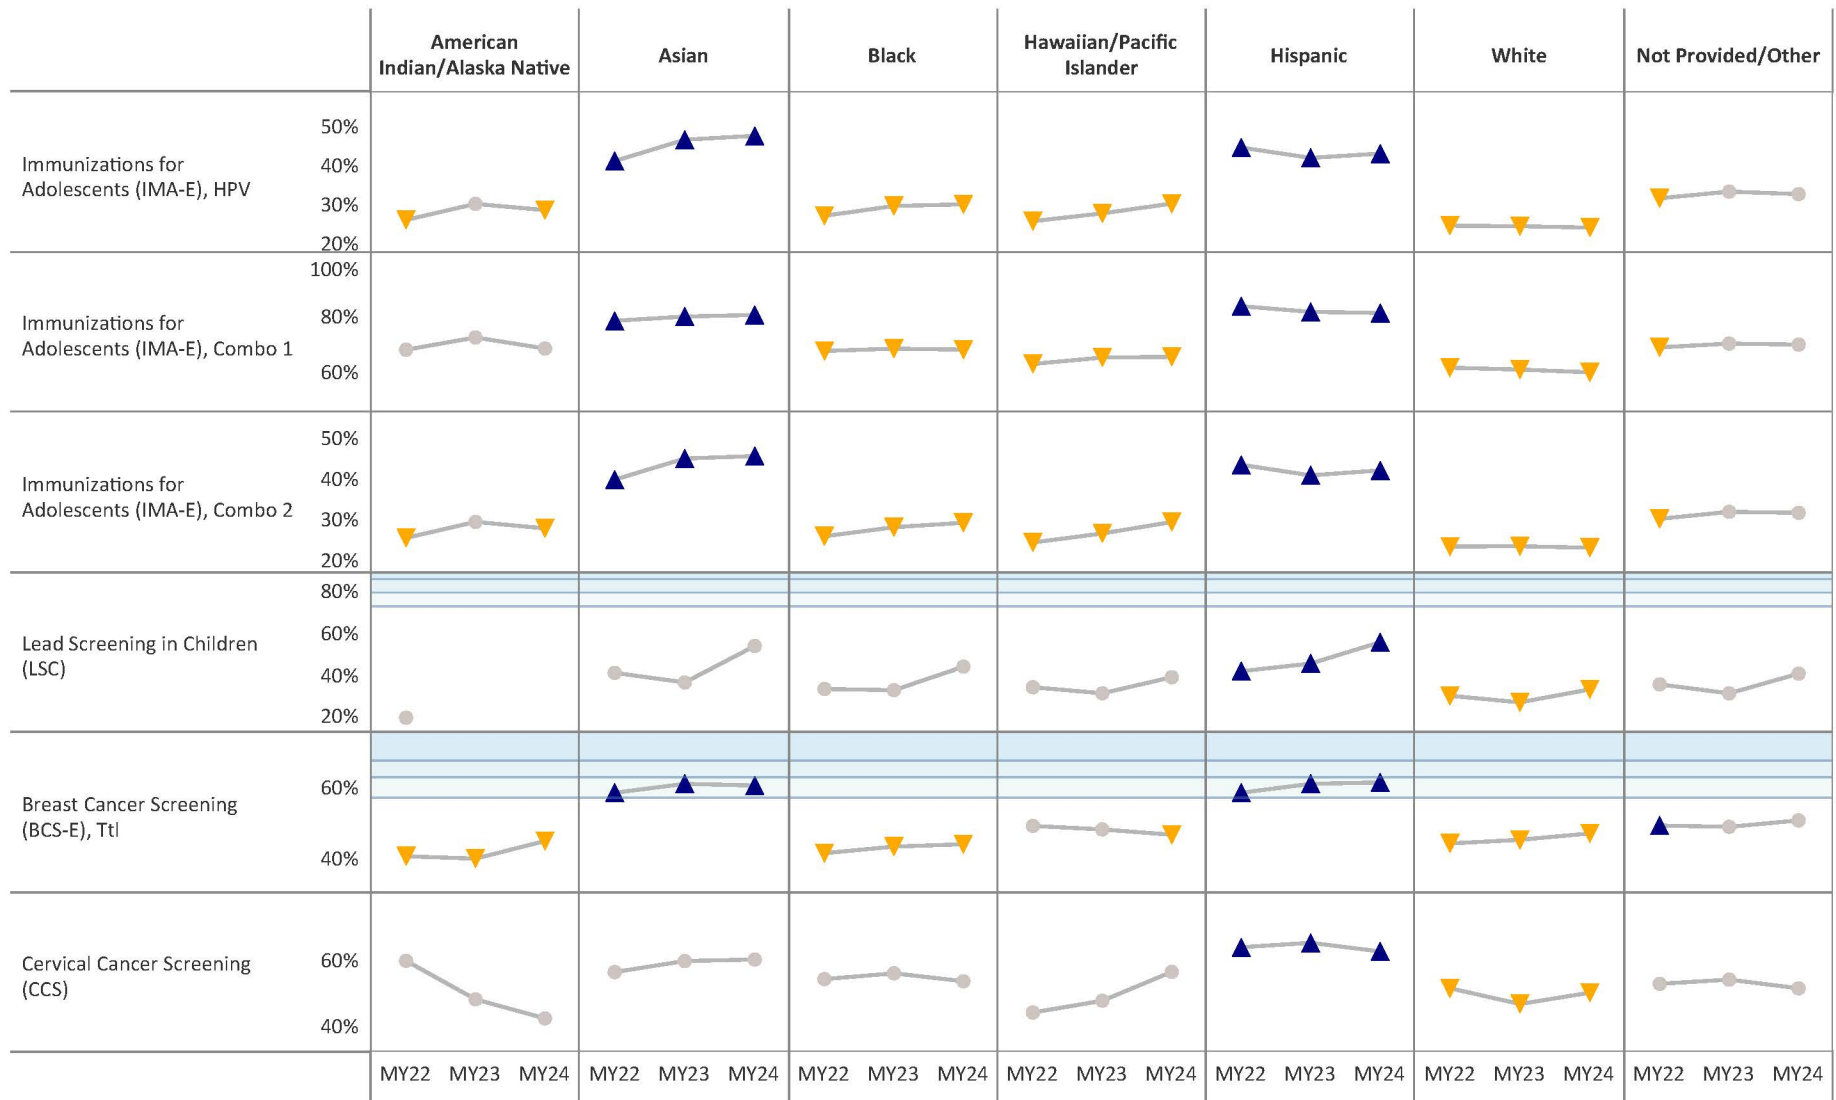 American
Indian/Alaska Native
Asian
Black
Hawaiian/Pacific
Islander
Hispanic
White
Not Provided/Other
Immunizations for
Adolescents (IMA-E), HPV
50%
40%
30%
20%
Immunizations for
Adolescents (IMA-E), Combo 1
100%
80%
60%
Immunizations for
Adolescents (IMA-E), Combo 2
50%
40%
30%
20%
Lead Screening in Children
(LSC)
80%
60%
40%
20%
Breast Cancer Screening
(BCS-E), Ttl
60%
40%
Cervical Cancer Screening
(CCS)
60%
40%
MY22 MY23 MY24 MY22 MY23 MY24 MY22 MY23 MY24 MY22 MY23 MY24 MY22 MY23 MY24 MY22 MY23 MY24 MY22 MY23 MY24